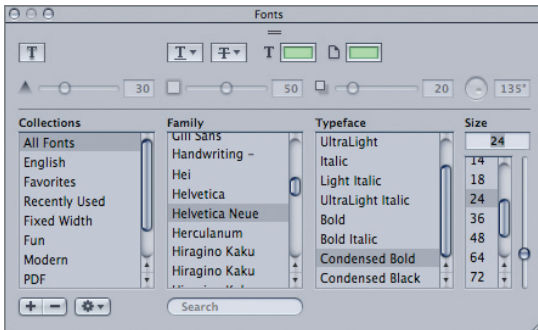 Fonts
T
T T T
30 50 20 135°
Collections
All Fonts
English
Favorites
Recently Used
Fixed Width
Fun
Modern
PDF
Family
Gill Sans
Handwriting –
Hei
Helvetica
Helvetica Neue
Herculanum
Hiragino Kaku
Hiragino Kaku
Typeface
UltraLight
Italic
Light Italic
UltraLight Italic
Bold
Bold Italic
Condensed Bold
Condensed Black
Size
24
14
18
24
36
48
64
72
Search